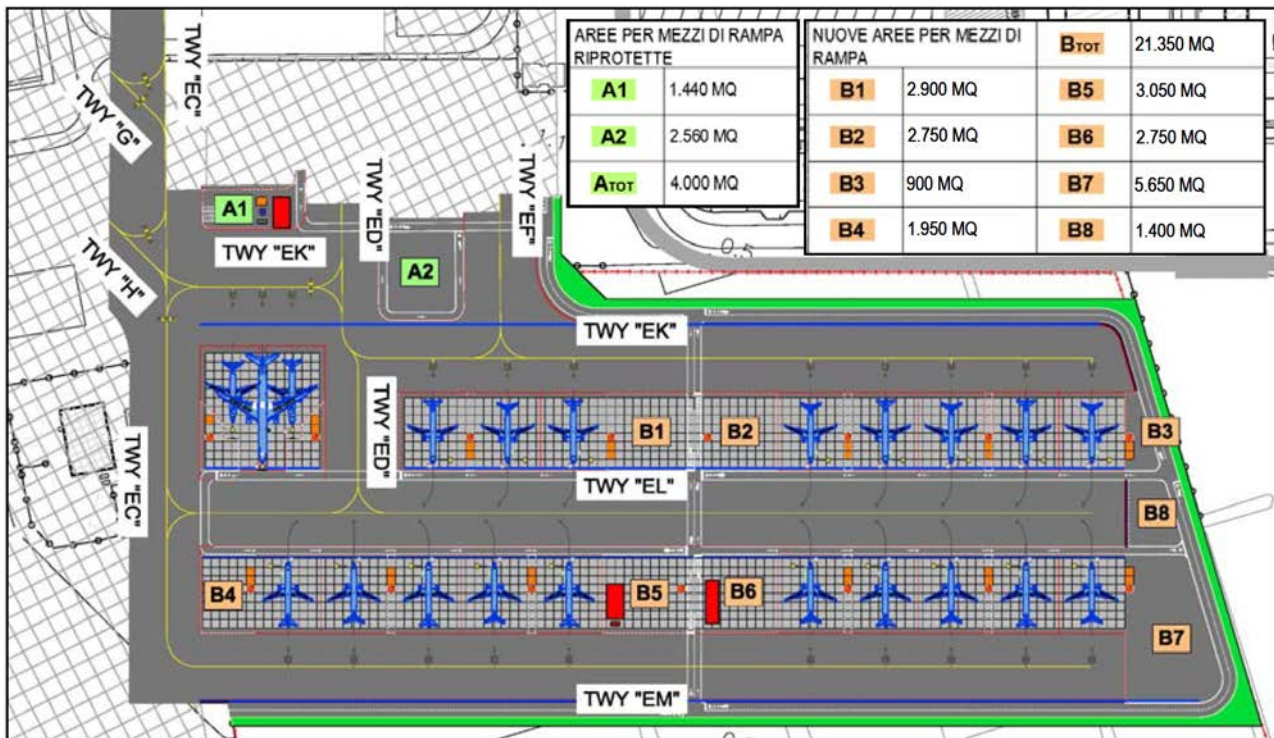 AREE PER MEZZI DI RAMPA
RIPROTETTE
A1 1.440 MQ
A2 2.560 MQ
ATOT 4.000 MQ
NUOVE AREE PER MEZZI DI
RAMPA
BTOT 21.350 MQ
B1 2.900 MQ B5 3.050 MQ
B2 2.750 MQ B6 2.750 MQ
B3 900 MQ B7 5.650 MQ
B4 1.950 MQ B8 1.400 MQ
TWY "EC"
TWY "G"
A1
TWY "EK"
TWY "ED"
TWY "EF"
A2
TWY "H"
0.5
TWY "EK"
TWY "ED"
B1
B2
B3
TWY "EC"
TWY "EL"
B8
B4
B5
B6
B7
TWY "EM"